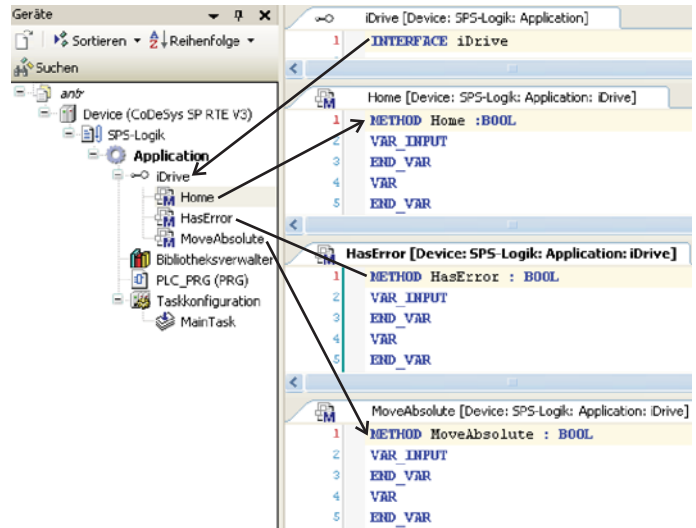 Geräte
Sortieren Reihenfolge
Suchen
antr
Device (CoDeSys SP RTE V3)
SPS-Logik
Application
iDrive
Home
HasError
MoveAbsolute
Bibliotheksverwalter
PLC_PRG (PRG)
Taskkonfiguration
MainTask
iDrive [Device: SPS-Logik: Application]
1 INTERFACE iDrive
Home [Device: SPS-Logik: Application: iDrive]
1 METHOD Home :BOOL
2 VAR_INPUT
3 END_VAR
4 VAR
5 END_VAR
HasError [Device: SPS-Logik: Application: iDrive]
1 METHOD HasError : BOOL
2 VAR_INPUT
3 END_VAR
4 VAR
5 END_VAR
MoveAbsolute [Device: SPS-Logik: Application: iDrive]
1 METHOD MoveAbsolute : BOOL
2 VAR_INPUT
3 END_VAR
4 VAR
5 END_VAR